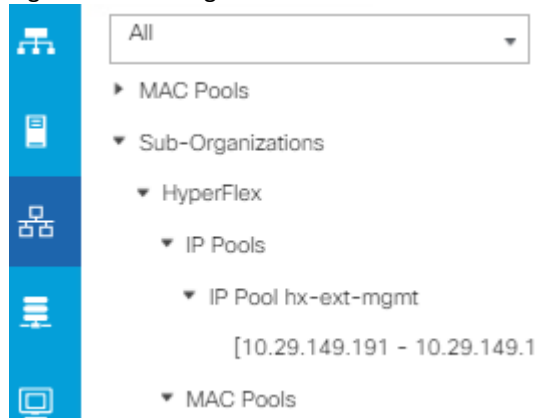 All
MAC Pools
Sub-Organizations
HyperFlex
IP Pools
IP Pool hx-ext-mgmt
[10.29.149.191 - 10.29.149.1
MAC Pools